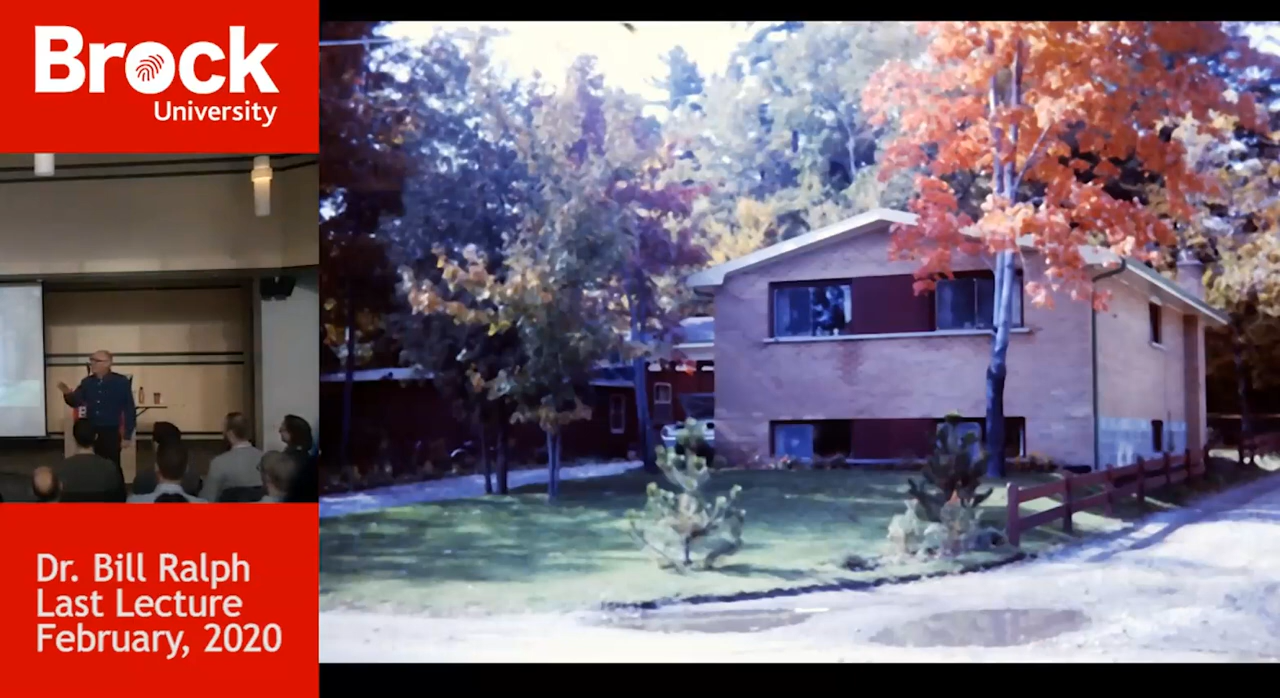 Brock
University
Dr. Bill Ralph
Last Lecture
February, 2020